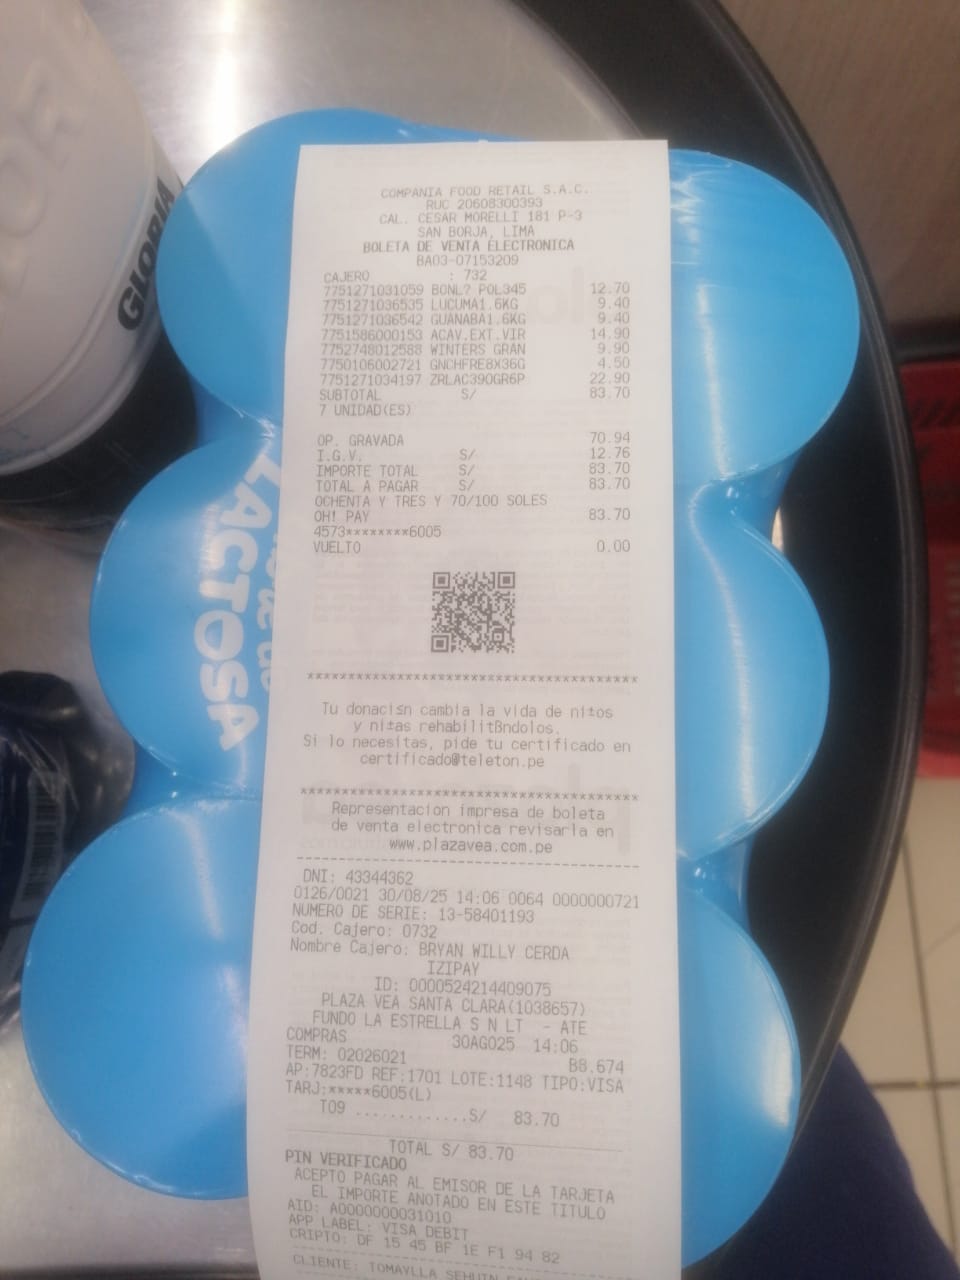 GLORIA
LACTOSA
COMPANIA FOOD RETAIL S.A.C.
RUC 20608300393
CAL. CESAR MORELLI 181 P-3
SAN BORJA, LIMA
BOLETA DE VENTA ELECTRONICA
BA03-07153209
CAJERO : 732
7751271031059 BONL? POL345 12.70
7751271036535 LUCUMA1.6KG 9.40
7751271036542 GUANABA1.6KG 9.40
7751586000153 ACAV.EXT.VIR 14.90
7752748012588 WINTERS GRAN 9.90
7750106002721 GNCHFRE8X36G 4.50
7751271034197 ZRLAC390GR6P 22.90
SUBTOTAL S/ 83.70
7 UNIDAD(ES)
OP. GRAVADA 70.94
I.G.V. S/ 12.76
IMPORTE TOTAL S/ 83.70
TOTAL A PAGAR S/ 83.70
OCHENTA Y TRES Y 70/100 SOLES
OH! PAY 83.70
4573********6005
VUELTO 0.00
****************************************
Tu donación cambia la vida de ni±os
y ni±as rehabilitßndolos.
Si lo necesitas, pide tu certificado en
certificado@teleton.pe
****************************************
Representacion impresa de boleta
de venta electronica revisarla en
www.plazavea.com.pe
----------------------------------------
DNI: 43344362
0126/0021 30/08/25 14:06 0064 0000000721
NUMERO DE SERIE: 13-58401193
Cod. Cajero: 0732
Nombre Cajero: BRYAN WILLY CERDA
IZIPAY
ID: 0000524214409075
PLAZA VEA SANTA CLARA(1038657)
FUNDO LA ESTRELLA S N LT - ATE
COMPRAS 30AGO25 14:06
TERM: 02026021 B8.674
AP:7823FD REF:1701 LOTE:1148 TIPO:VISA
TARJ:*****6005(L)
T09 .............S/ 83.70
TOTAL S/ 83.70
PIN VERIFICADO
ACEPTO PAGAR AL EMISOR DE LA TARJETA
EL IMPORTE ANOTADO EN ESTE TITULO
AID: A0000000031010
APP LABEL: VISA DEBIT
CRIPTO: DF 15 45 BF 1E F1 94 82
CLIENTE: TOMAYLLA